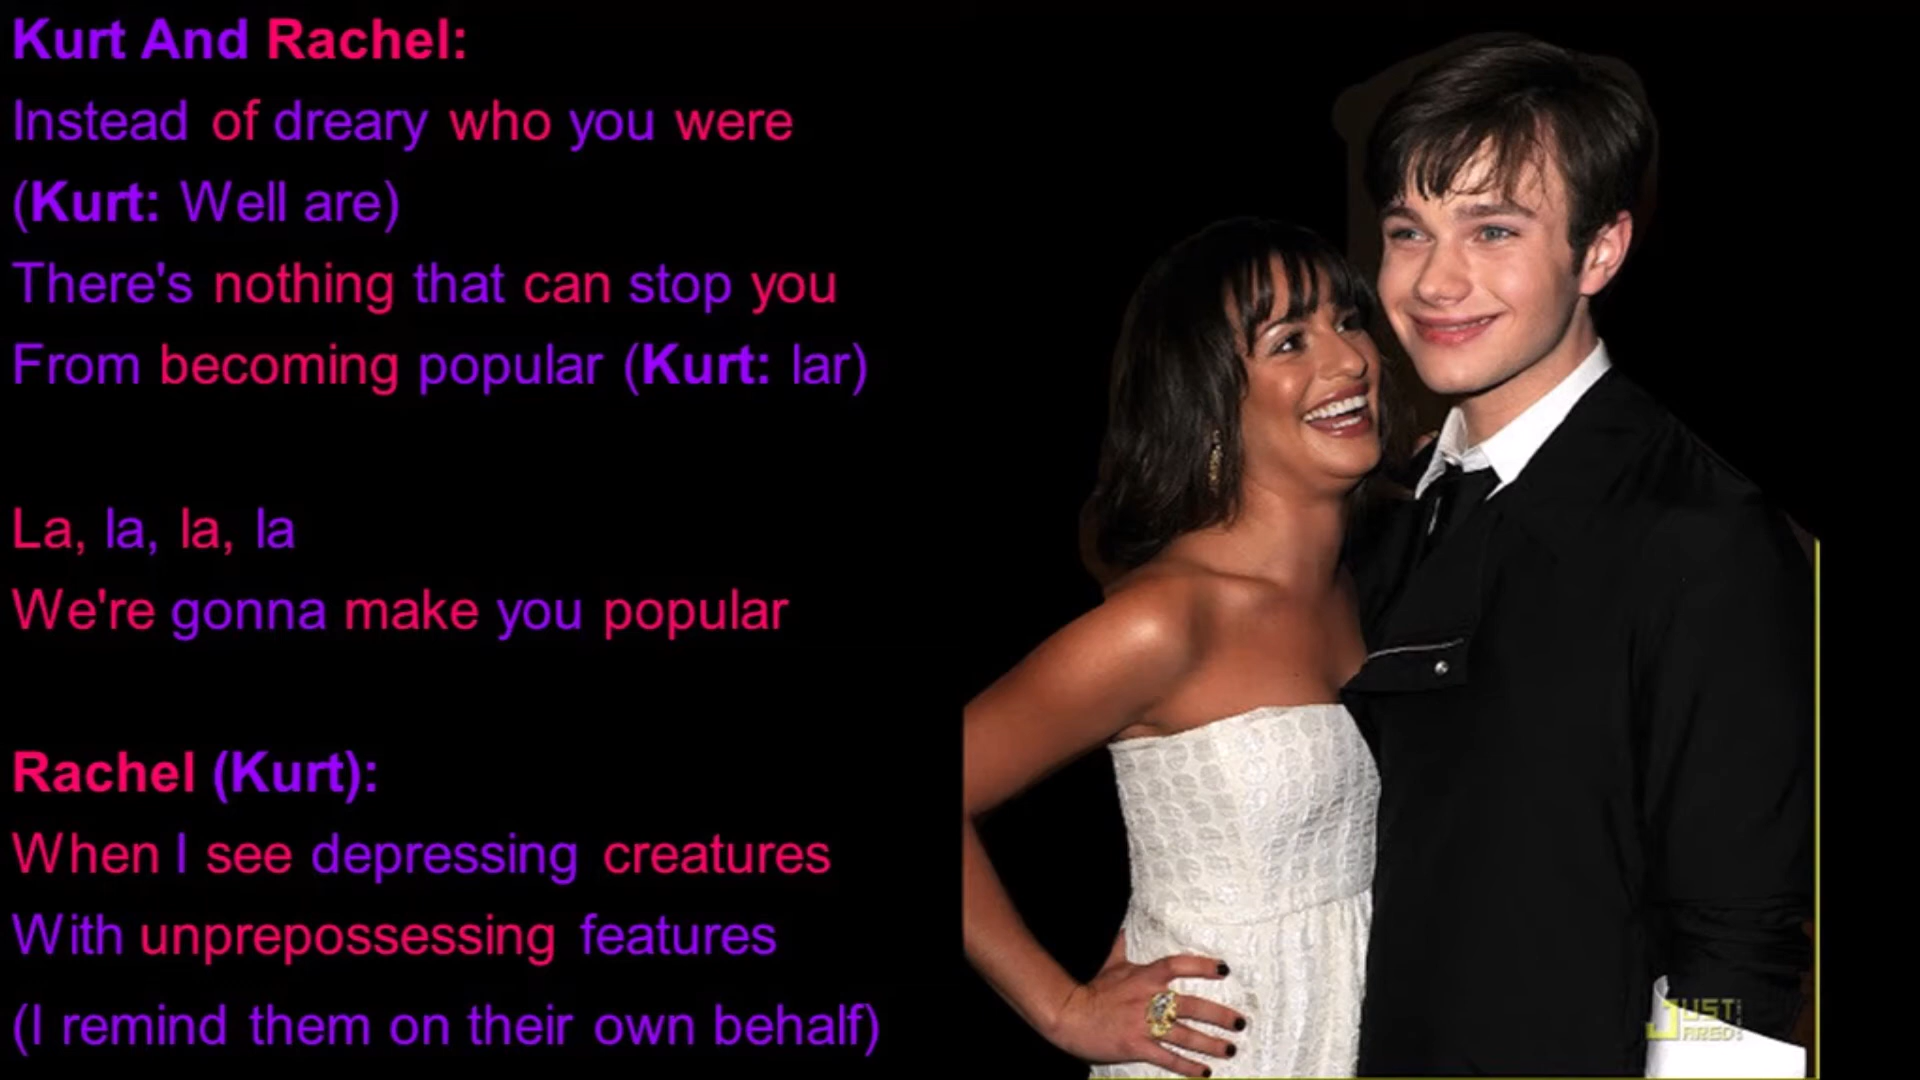 Kurt And Rachel:
Instead of dreary who you were
(Kurt: Well are)
There's nothing that can stop you
From becoming popular (Kurt: lar)
La, la, la, la
We're gonna make you popular
Rachel (Kurt):
When I see depressing creatures
With unprepossessing features
(I remind them on their own behalf)
JUST
JARED